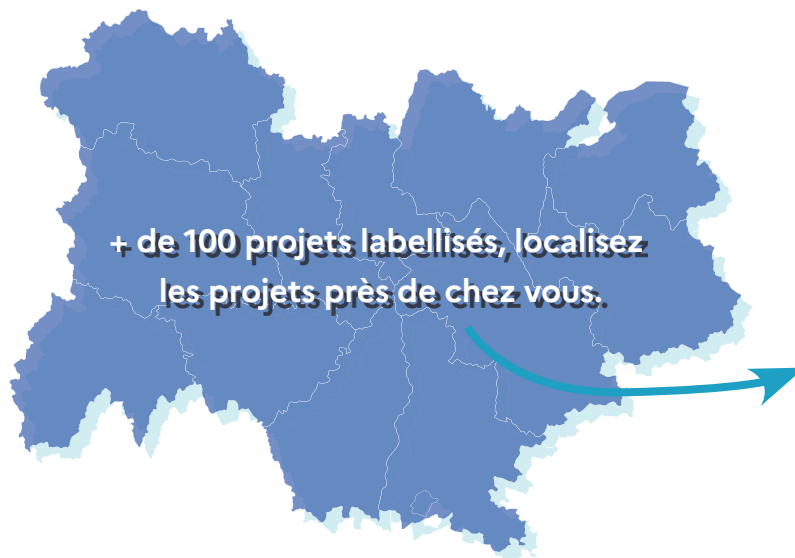 + de 100 projets labellisés, localisez
les projets près de chez vous.